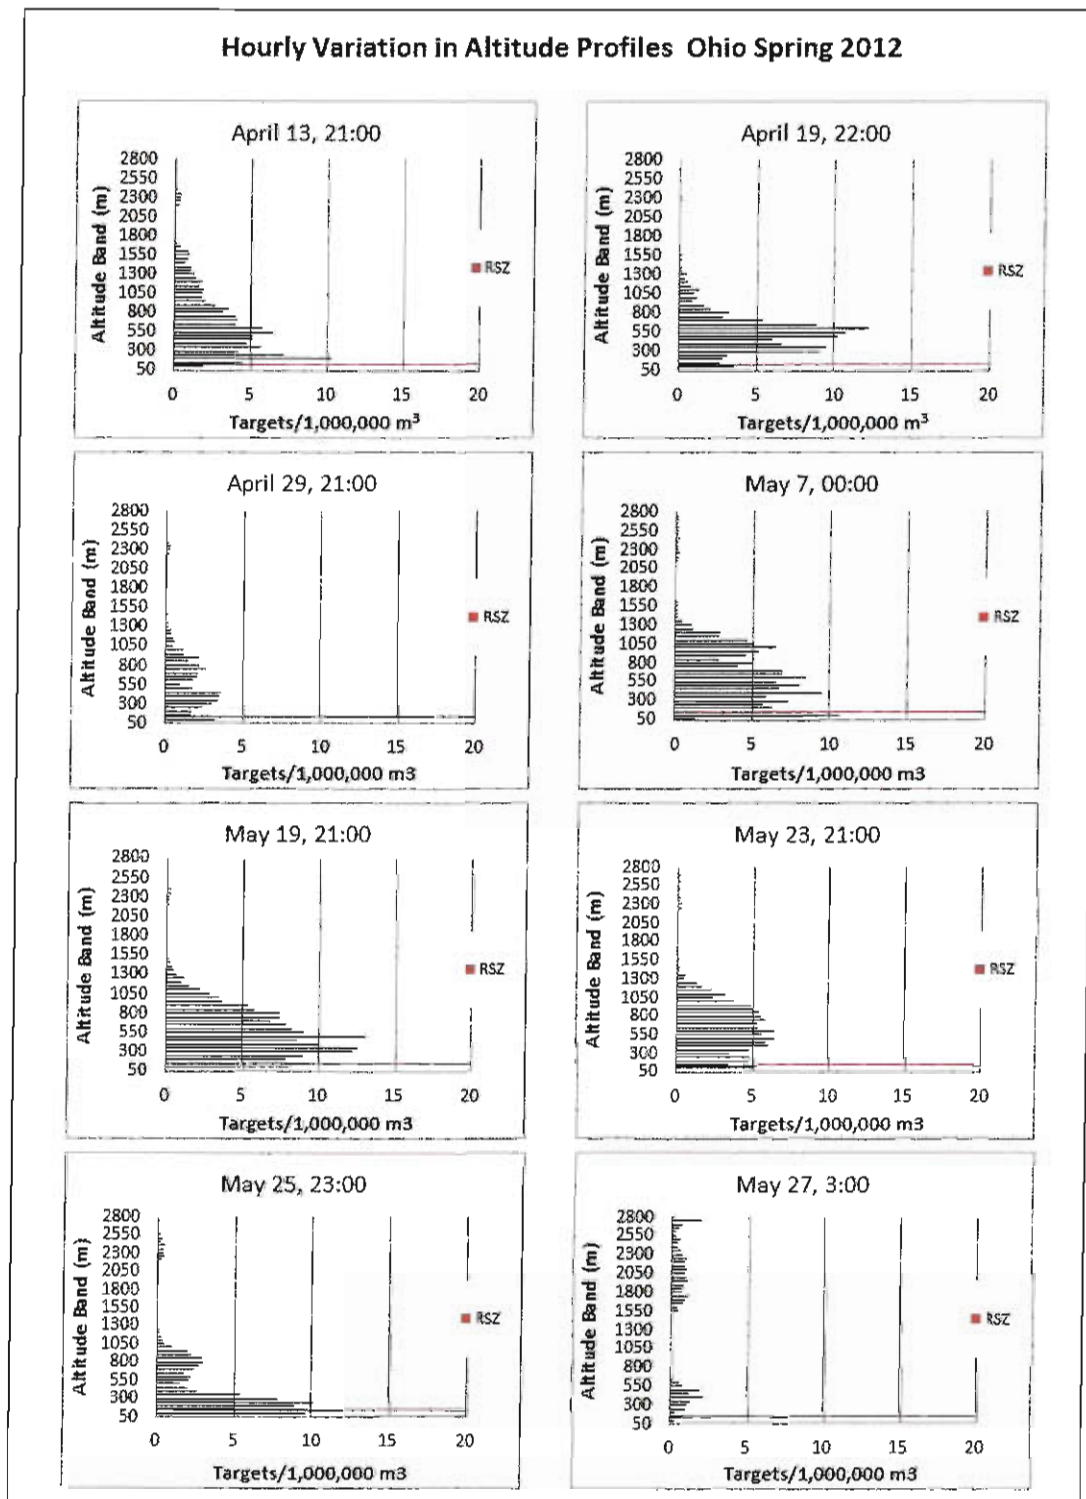 Hourly Variation in Altitude Profiles Ohio Spring 2012
April 13, 21:00
Altitude Band (m)
2800
2550
2300
2050
1800
1550
1300
1050
800
550
300
50
RSZ
0 5 10 15 20
Targets/1,000,000 m³
April 19, 22:00
Altitude Band (m)
2800
2550
2300
2050
1800
1550
1300
1050
800
550
300
50
RSZ
0 5 10 15 20
Targets/1,000,000 m³
April 29, 21:00
Altitude Band (m)
2800
2550
2300
2050
1800
1550
1300
1050
800
550
300
50
RSZ
0 5 10 15 20
Targets/1,000,000 m3
May 7, 00:00
Altitude Band (m)
2800
2550
2300
2050
1800
1550
1300
1050
800
550
300
50
RSZ
0 5 10 15 20
Targets/1,000,000 m3
May 19, 21:00
Altitude Band (m)
2800
2550
2300
2050
1800
1550
1300
1050
800
550
300
50
RSZ
0 5 10 15 20
Targets/1,000,000 m3
May 23, 21:00
Altitude Band (m)
2800
2550
2300
2050
1800
1550
1300
1050
800
550
300
50
RSZ
0 5 10 15 20
Targets/1,000,000 m3
May 25, 23:00
Altitude Band (m)
2800
2550
2300
2050
1800
1550
1300
1050
800
550
300
50
RSZ
0 5 10 15 20
Targets/1,000,000 m3
May 27, 3:00
Altitude Band (m)
2800
2550
2300
2050
1800
1550
1300
1050
800
550
300
50
RSZ
0 5 10 15 20
Targets/1,000,000 m3